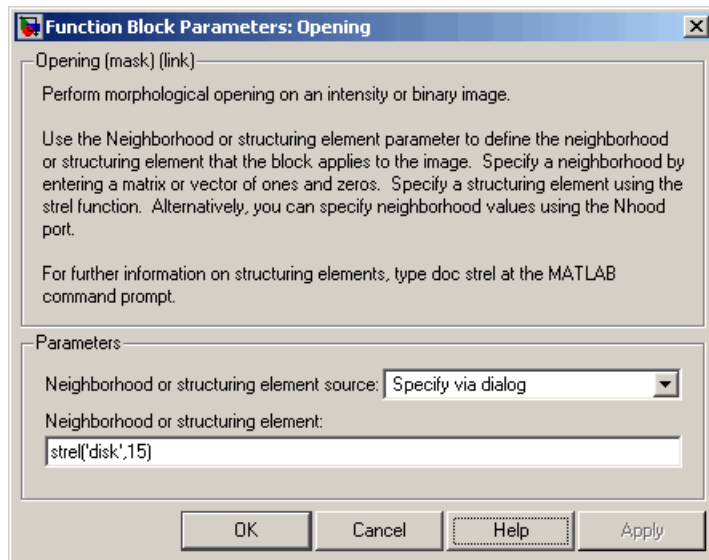 Function Block Parameters: Opening
Opening (mask) (link)
Perform morphological opening on an intensity or binary image.
Use the Neighborhood or structuring element parameter to define the neighborhood
or structuring element that the block applies to the image. Specify a neighborhood by
entering a matrix or vector of ones and zeros. Specify a structuring element using the
strel function. Alternatively, you can specify neighborhood values using the Nhood
port.
For further information on structuring elements, type doc strel at the MATLAB
command prompt.
Parameters
Neighborhood or structuring element source: Specify via dialog
Neighborhood or structuring element:
strel('disk',15)
OK Cancel Help Apply